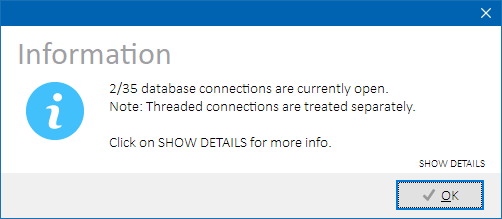 Information
2/35 database connections are currently open.
Note: Threaded connections are treated separately.
Click on SHOW DETAILS for more info.
SHOW DETAILS
OK